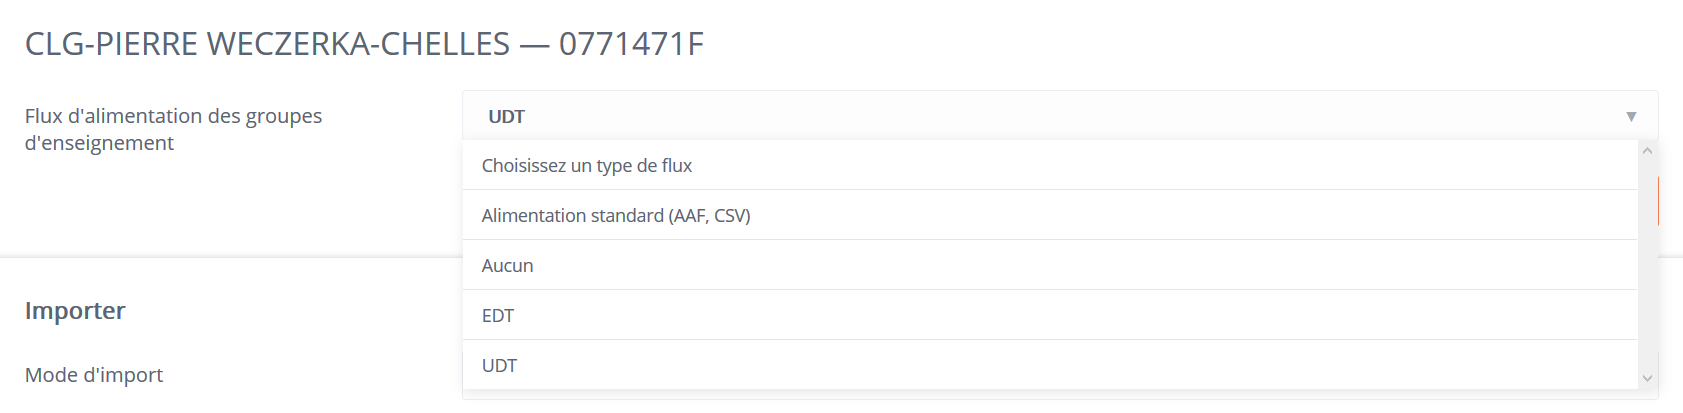 CLG-PIERRE WECZERKA-CHELLES — 0771471F
Flux d'alimentation des groupes
d'enseignement
UDT
Choisissez un type de flux
Alimentation standard (AAF, CSV)
Aucun
EDT
UDT
Importer
Mode d'import